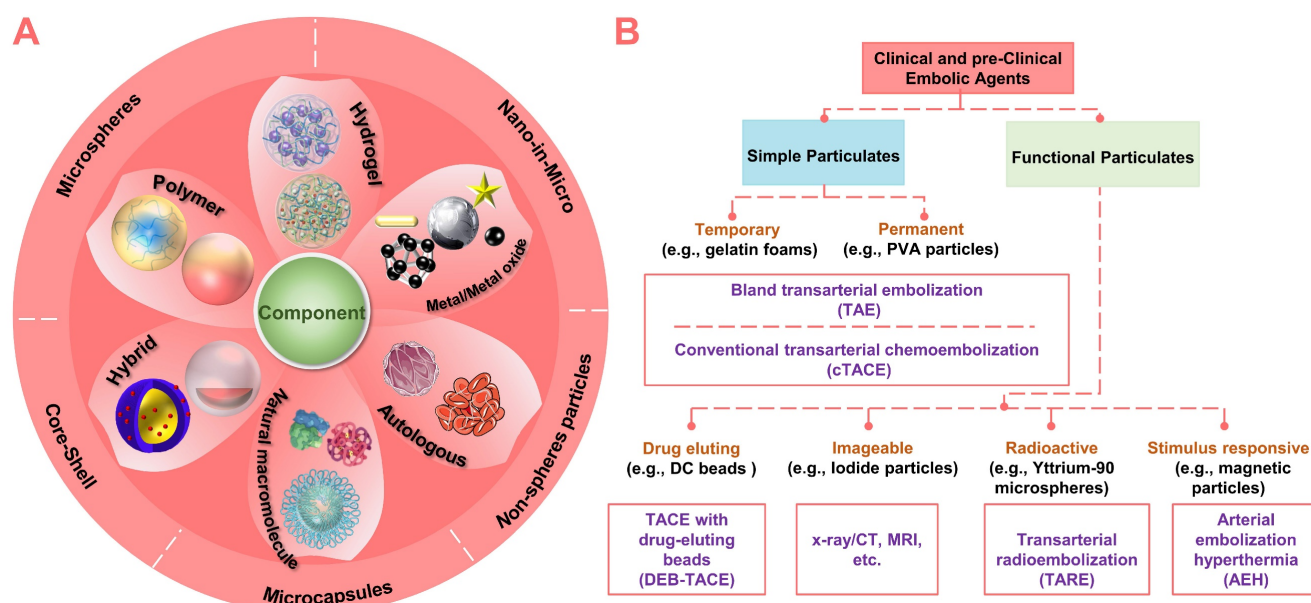 A
Microspheres
Nano-in-Micro
Non-spheres particles
Microcapsules
Core-Shell
Hydrogel
Metal/Metal oxide
Autologous
Natural macromolecule
Hybrid
Polymer
Component
B
Clinical and pre-Clinical
Embolic Agents
Simple Particulates
Functional Particulates
Temporary
(e.g., gelatin foams)
Permanent
(e.g., PVA particles)
Bland transarterial embolization
(TAE)
Conventional transarterial chemoembolization
(cTACE)
Drug eluting
(e.g., DC beads )
Imageable
(e.g., Iodide particles)
Radioactive
(e.g., Yttrium-90
microspheres)
Stimulus responsive
(e.g., magnetic
particles)
TACE with
drug-eluting
beads
(DEB-TACE)
x-ray/CT, MRI,
etc.
Transarterial
radioembolization
(TARE)
Arterial
embolization
hyperthermia
(AEH)